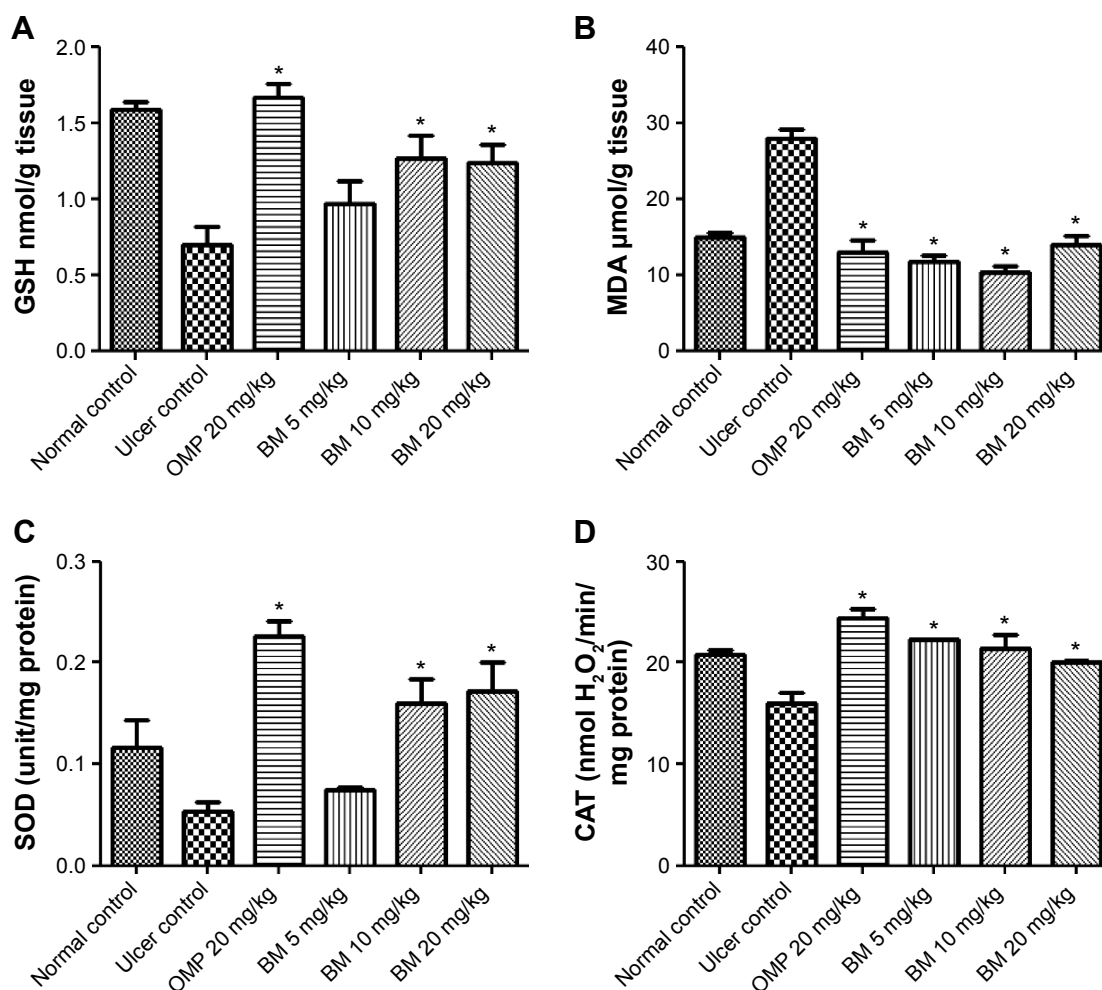 A
GSH nmol/g tissue
2.0
1.5
1.0
0.5
0.0
*
*
*
Normal control
Ulcer control
OMP 20 mg/kg
BM 5 mg/kg
BM 10 mg/kg
BM 20 mg/kg
B
MDA µmol/g tissue
40
30
20
10
0
*
*
*
*
Normal control
Ulcer control
OMP 20 mg/kg
BM 5 mg/kg
BM 10 mg/kg
BM 20 mg/kg
C
SOD (unit/mg protein)
0.3
0.2
0.1
0.0
*
*
*
Normal control
Ulcer control
OMP 20 mg/kg
BM 5 mg/kg
BM 10 mg/kg
BM 20 mg/kg
D
CAT (nmol H₂O₂/min/
mg protein)
30
20
10
0
*
*
*
*
Normal control
Ulcer control
OMP 20 mg/kg
BM 5 mg/kg
BM 10 mg/kg
BM 20 mg/kg